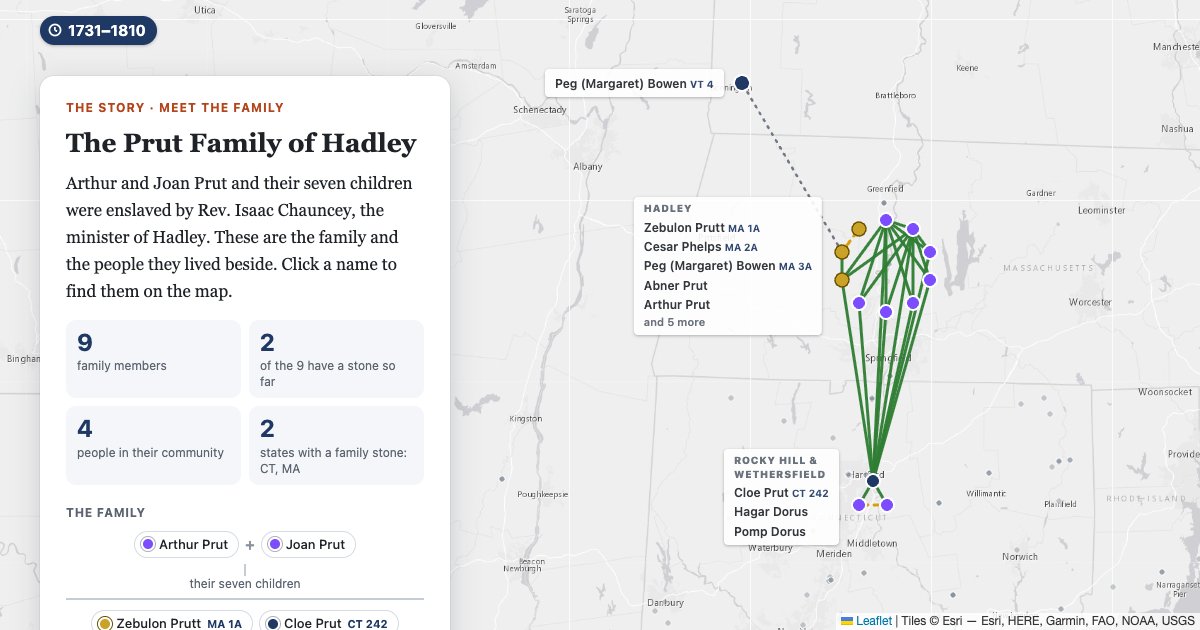 1731–1810
THE STORY · MEET THE FAMILY
The Prut Family of Hadley
Arthur and Joan Prut and their seven children
were enslaved by Rev. Isaac Chauncey, the
minister of Hadley. These are the family and
the people they lived beside. Click a name to
find them on the map.
9
family members
2
of the 9 have a stone so
far
4
people in their community
2
states with a family stone:
CT, MA
THE FAMILY
Arthur Prut + Joan Prut
their seven children
Zebulon Prutt MA 1A
Cloe Prut CT 242
Peg (Margaret) Bowen VT 4
HADLEY
Zebulon Prutt MA 1A
Cesar Phelps MA 2A
Peg (Margaret) Bowen MA 3A
Abner Prut
Arthur Prut
and 5 more
ROCKY HILL &
WETHERSFIELD
Cloe Prut CT 242
Hagar Dorus
Pomp Dorus
Utica
Gloversville
Saratoga
Springs
Amsterdam
Schenectady
Albany
Keene
Brattleboro
Manchester
Nashua
Greenfield
Gardner
Leominster
MASSACHUSETTS
Worcester
Springfield
Woonsocket
Kingston
Poughkeepsie
Beacon
Newburgh
Danbury
Waterbury
Meriden
Middletown
Willimantic
Plainfield
RHODE ISLAND
Norwich
Narraganset
Pier
Leaflet | Tiles © Esri — Esri, HERE, Garmin, FAO, NOAA, USGS